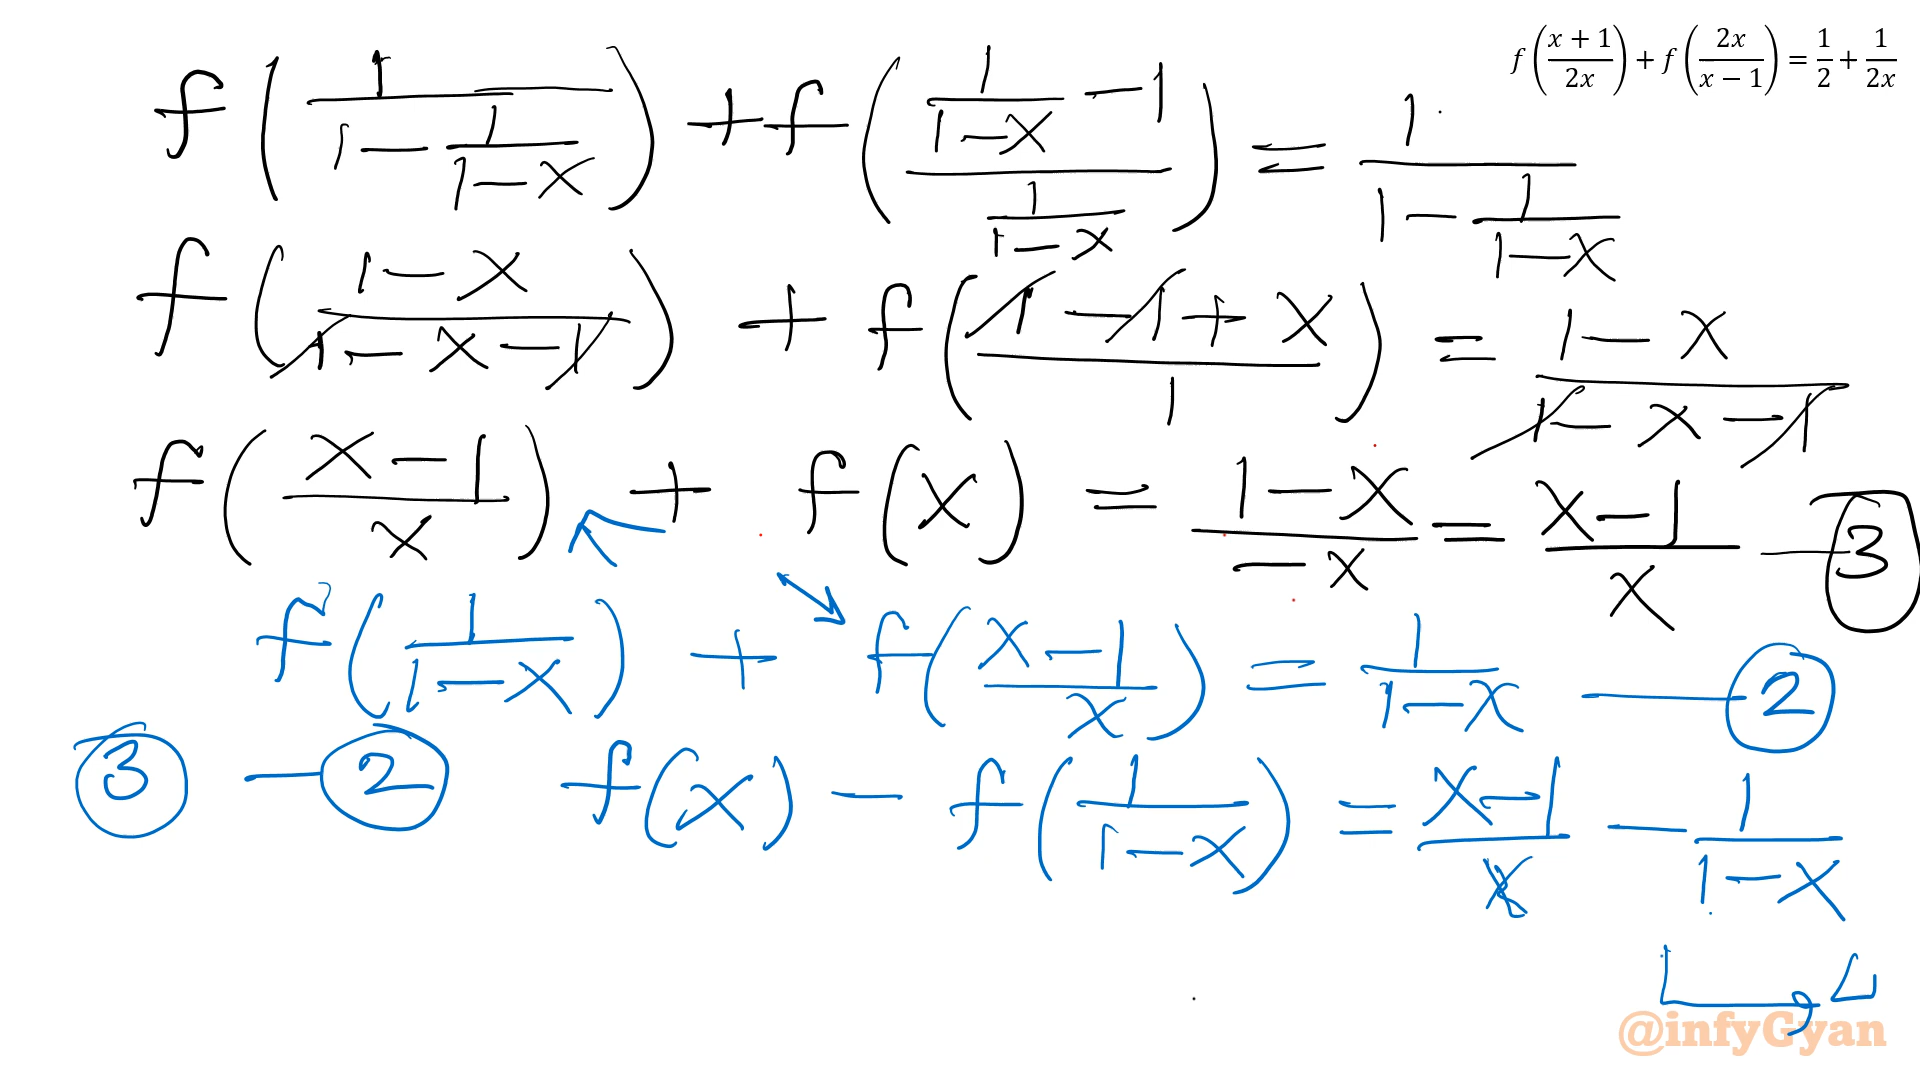 f((x + 1)/(2x)) + f((2x)/(x − 1)) = 1/2 + 1/(2x)
f(1/(1 − 1/(1−x))) + f((1/(1−x) − 1)/(1/(1−x))) = 1/(1 − 1/(1−x))
f((1−x)/(1−x−1)) + f((1−1+x)/1) = (1−x)/(1−x−1)
f((x−1)/x) + f(x) = (1−x)/(−x) = (x−1)/x — 3
f(1/(1−x)) + f((x−1)/x) = 1/(1−x) — 2
3 — 2 f(x) − f(1/(1−x)) = (x−1)/x − 1/(1−x)
4
@infyGyan